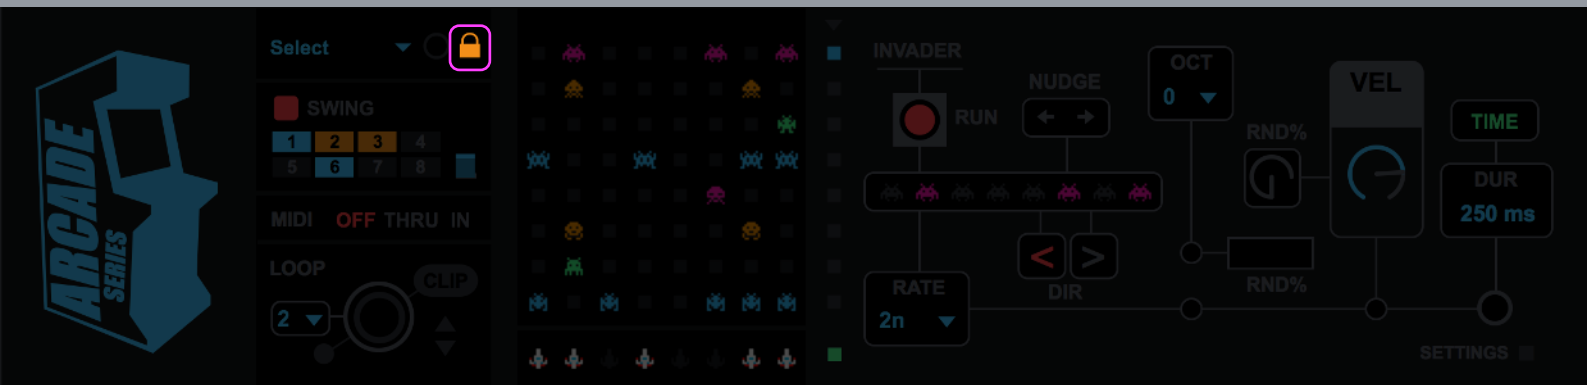 ARCADE
SERIES
Select
SWING
1 2 3 4
5 6 7 8
MIDI OFF THRU IN
LOOP
CLIP
2
INVADER
RUN
NUDGE
< >
DIR
RATE
2n
OCT
0
RND%
RND%
VEL
TIME
DUR
250 ms
SETTINGS